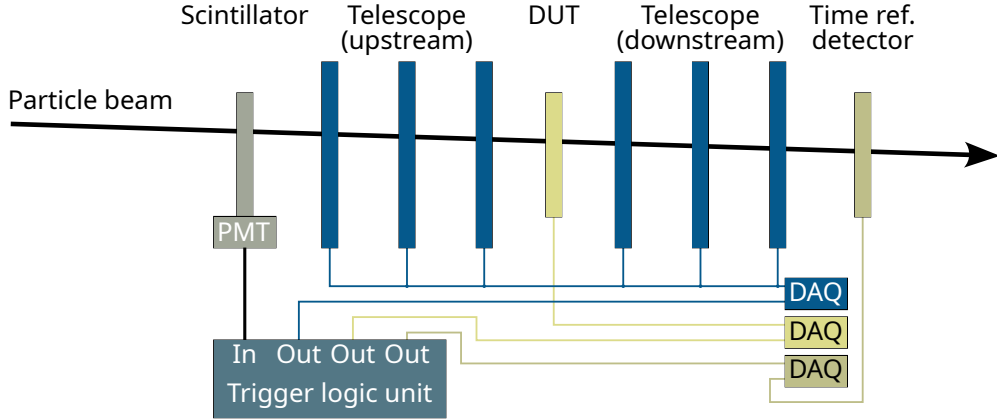 Scintillator
Telescope
(upstream)
DUT
Telescope
(downstream)
Time ref.
detector
Particle beam
PMT
DAQ
DAQ
DAQ
In Out Out Out
Trigger logic unit